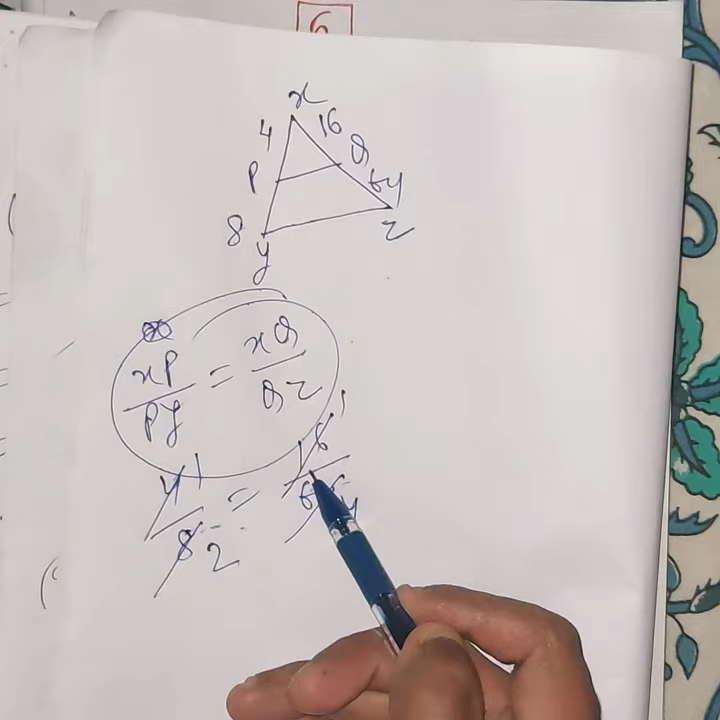 6
x
4 16
P Q
64
8
y z
xP/Py = xQ/Qz
4/8 = 16/64
1 1
2 4